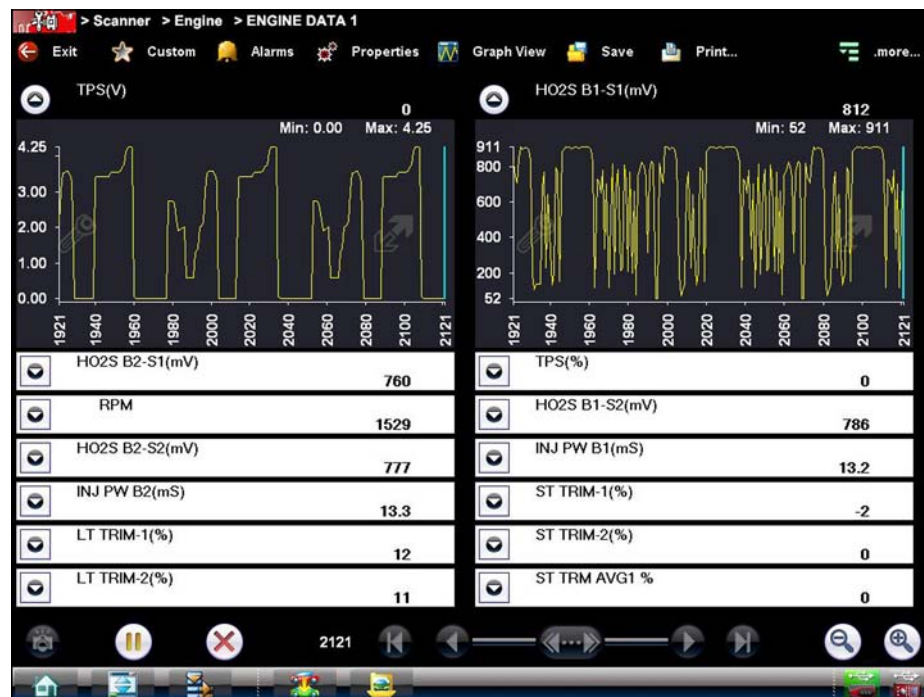 > Scanner > Engine > ENGINE DATA 1
Exit Custom Alarms Properties Graph View Save Print... .more...
TPS(V)
0
Min: 0.00 Max: 4.25
4.25
3.00
2.00
1.00
0.00
1921 1940 1960 1980 2000 2020 2040 2060 2080 2100 2121
HO2S B1-S1(mV)
812
Min: 52 Max: 911
911
800
600
400
200
52
1921 1940 1960 1980 2000 2020 2040 2060 2080 2100 2121
HO2S B2-S1(mV)
760
TPS(%)
0
RPM
1529
HO2S B1-S2(mV)
786
HO2S B2-S2(mV)
777
INJ PW B1(mS)
13.2
INJ PW B2(mS)
13.3
ST TRIM-1(%)
-2
LT TRIM-1(%)
12
ST TRIM-2(%)
0
LT TRIM-2(%)
11
ST TRM AVG1 %
0
2121